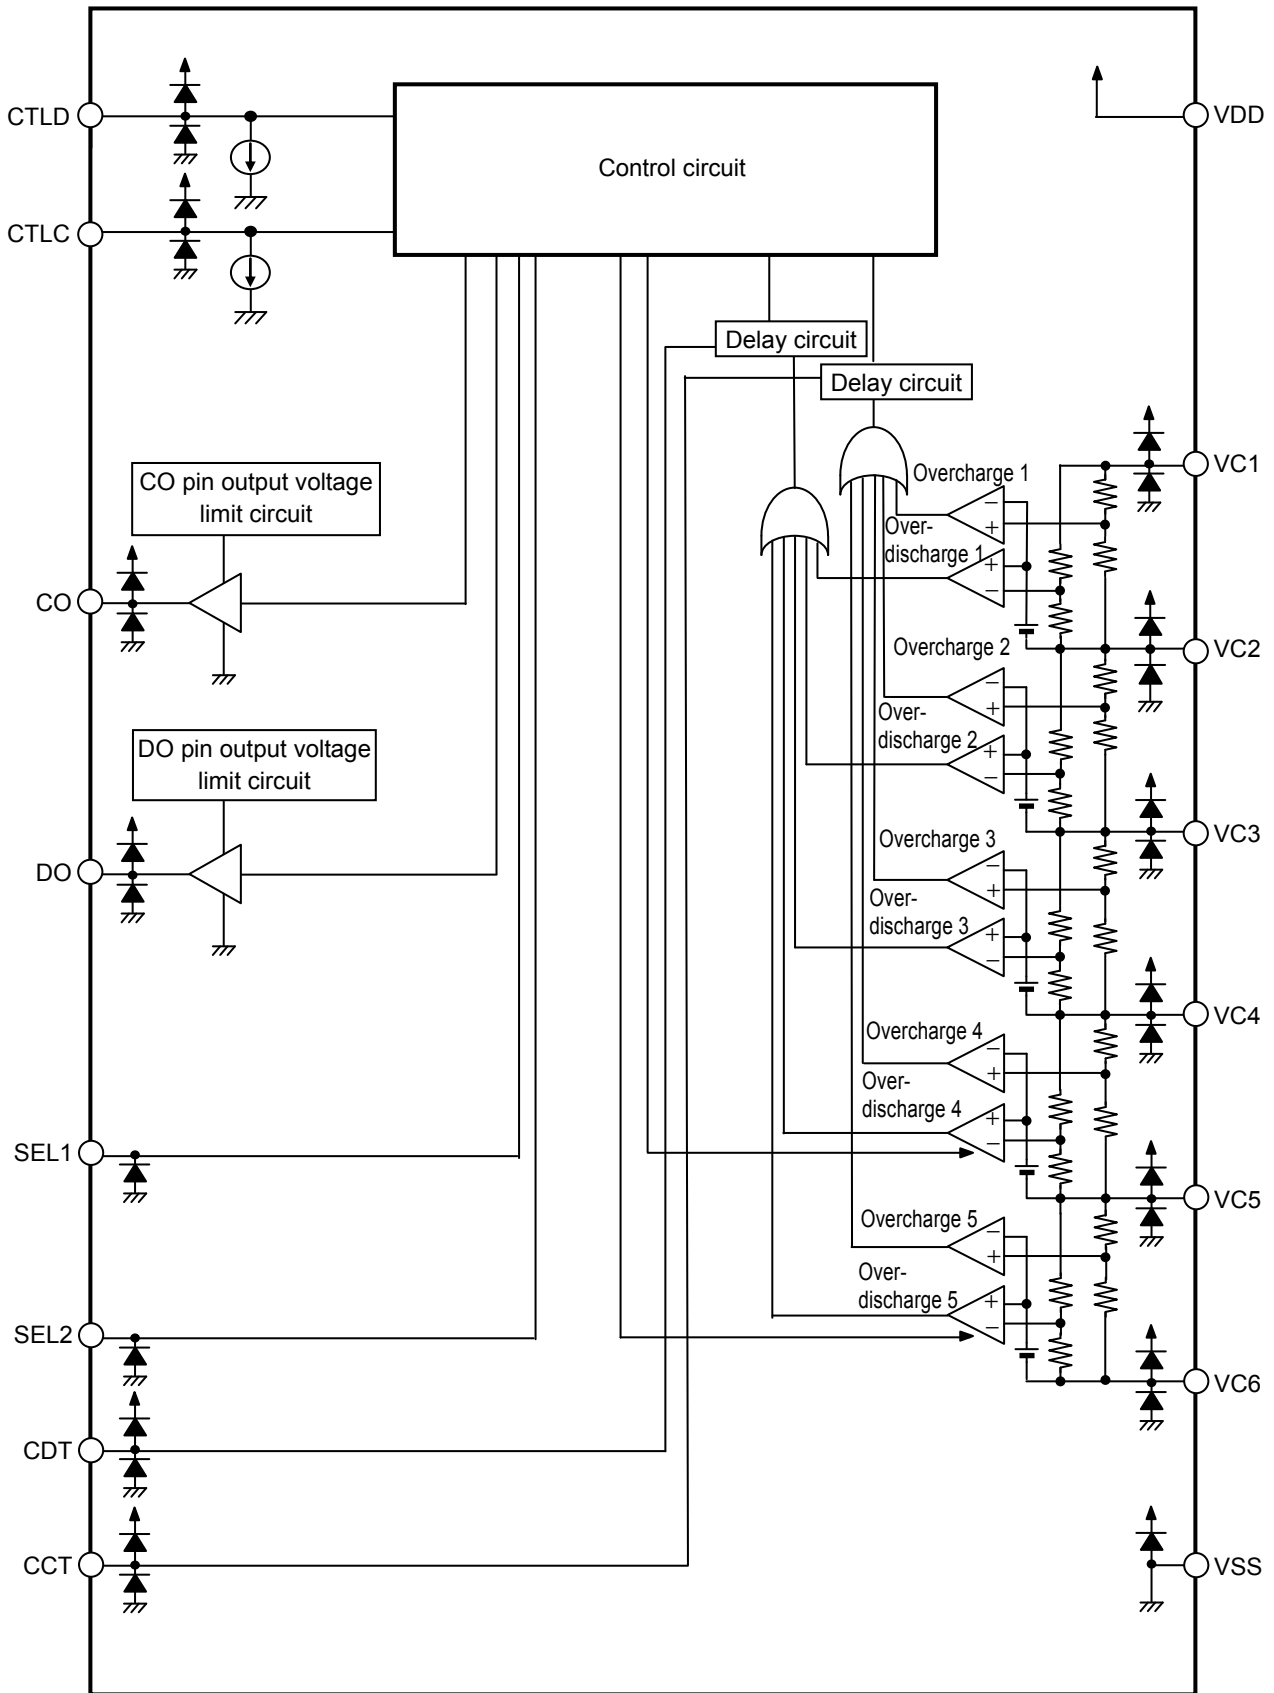 CTLD
Control circuit
VDD
CTLC
Delay circuit
Delay circuit
CO pin output voltage
limit circuit
VC1
Overcharge 1
−
+
Over-
discharge 1
+
−
CO
Overcharge 2
VC2
−
+
Over-
discharge 2
+
−
DO pin output voltage
limit circuit
VC3
Overcharge 3
−
+
DO
Over-
discharge 3
+
−
VC4
Overcharge 4
−
+
Over-
discharge 4
+
−
SEL1
VC5
Overcharge 5
−
+
Over-
discharge 5
+
−
SEL2
VC6
CDT
CCT
VSS